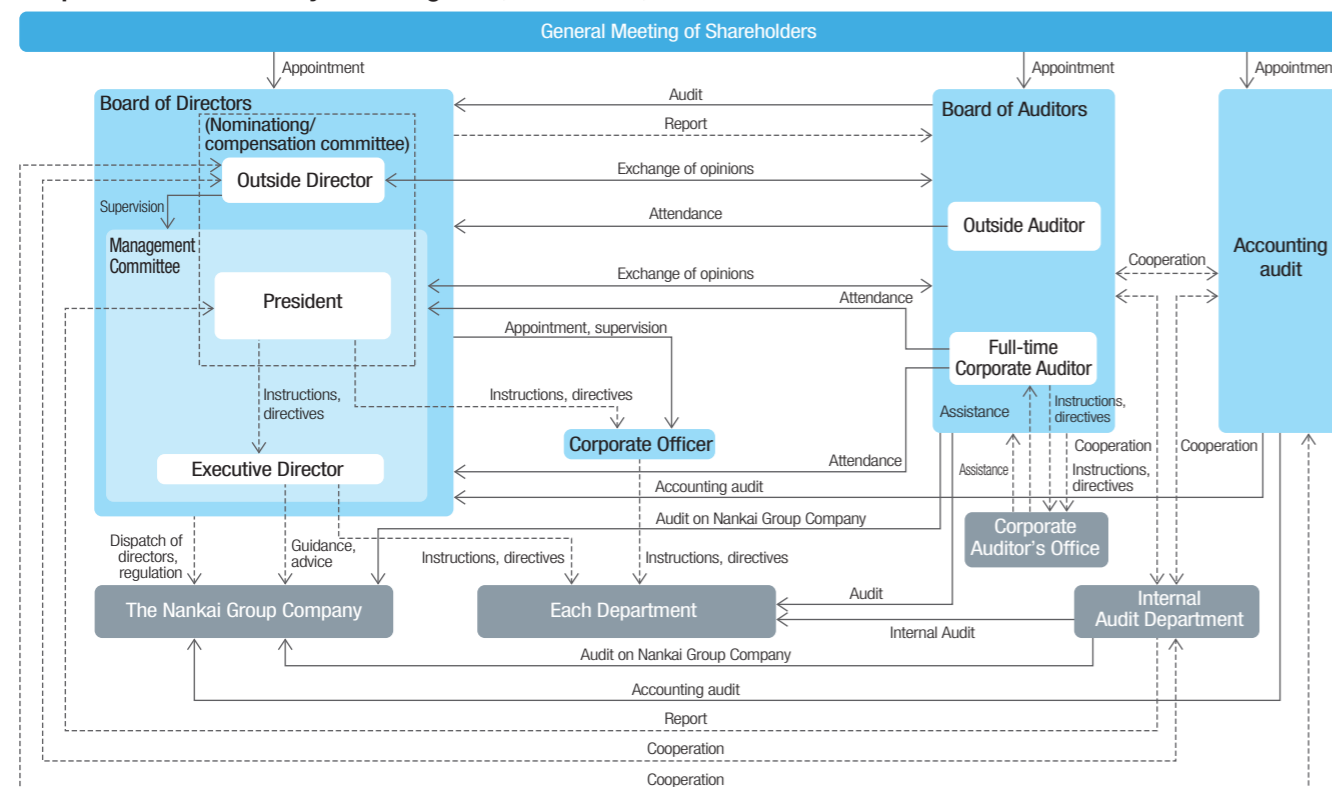 General Meeting of Shareholders
Appointment
Appointment
Appointmen
Board of Directors
(Nominationg/
compensation committee)
Outside Director
Supervision
Management
Committee
President
Instructions,
directives
Executive Director
Audit
Report
Exchange of opinions
Attendance
Exchange of opinions
Attendance
Appointment, supervision
Instructions, directives
Corporate Officer
Attendance
Accounting audit
Audit on Nankai Group Company
Board of Auditors
Outside Auditor
Full-time
Corporate Auditor
Assistance
Instructions,
directives
Cooperation
Accounting
audit
Assistance
Cooperation
Instructions,
directives
Cooperation
Corporate
Auditor's Office
Dispatch of
directors,
regulation
Guidance,
advice
Instructions, directives
Instructions, directives
The Nankai Group Company
Each Department
Audit
Internal Audit
Internal
Audit Department
Audit on Nankai Group Company
Accounting audit
Report
Cooperation
Cooperation